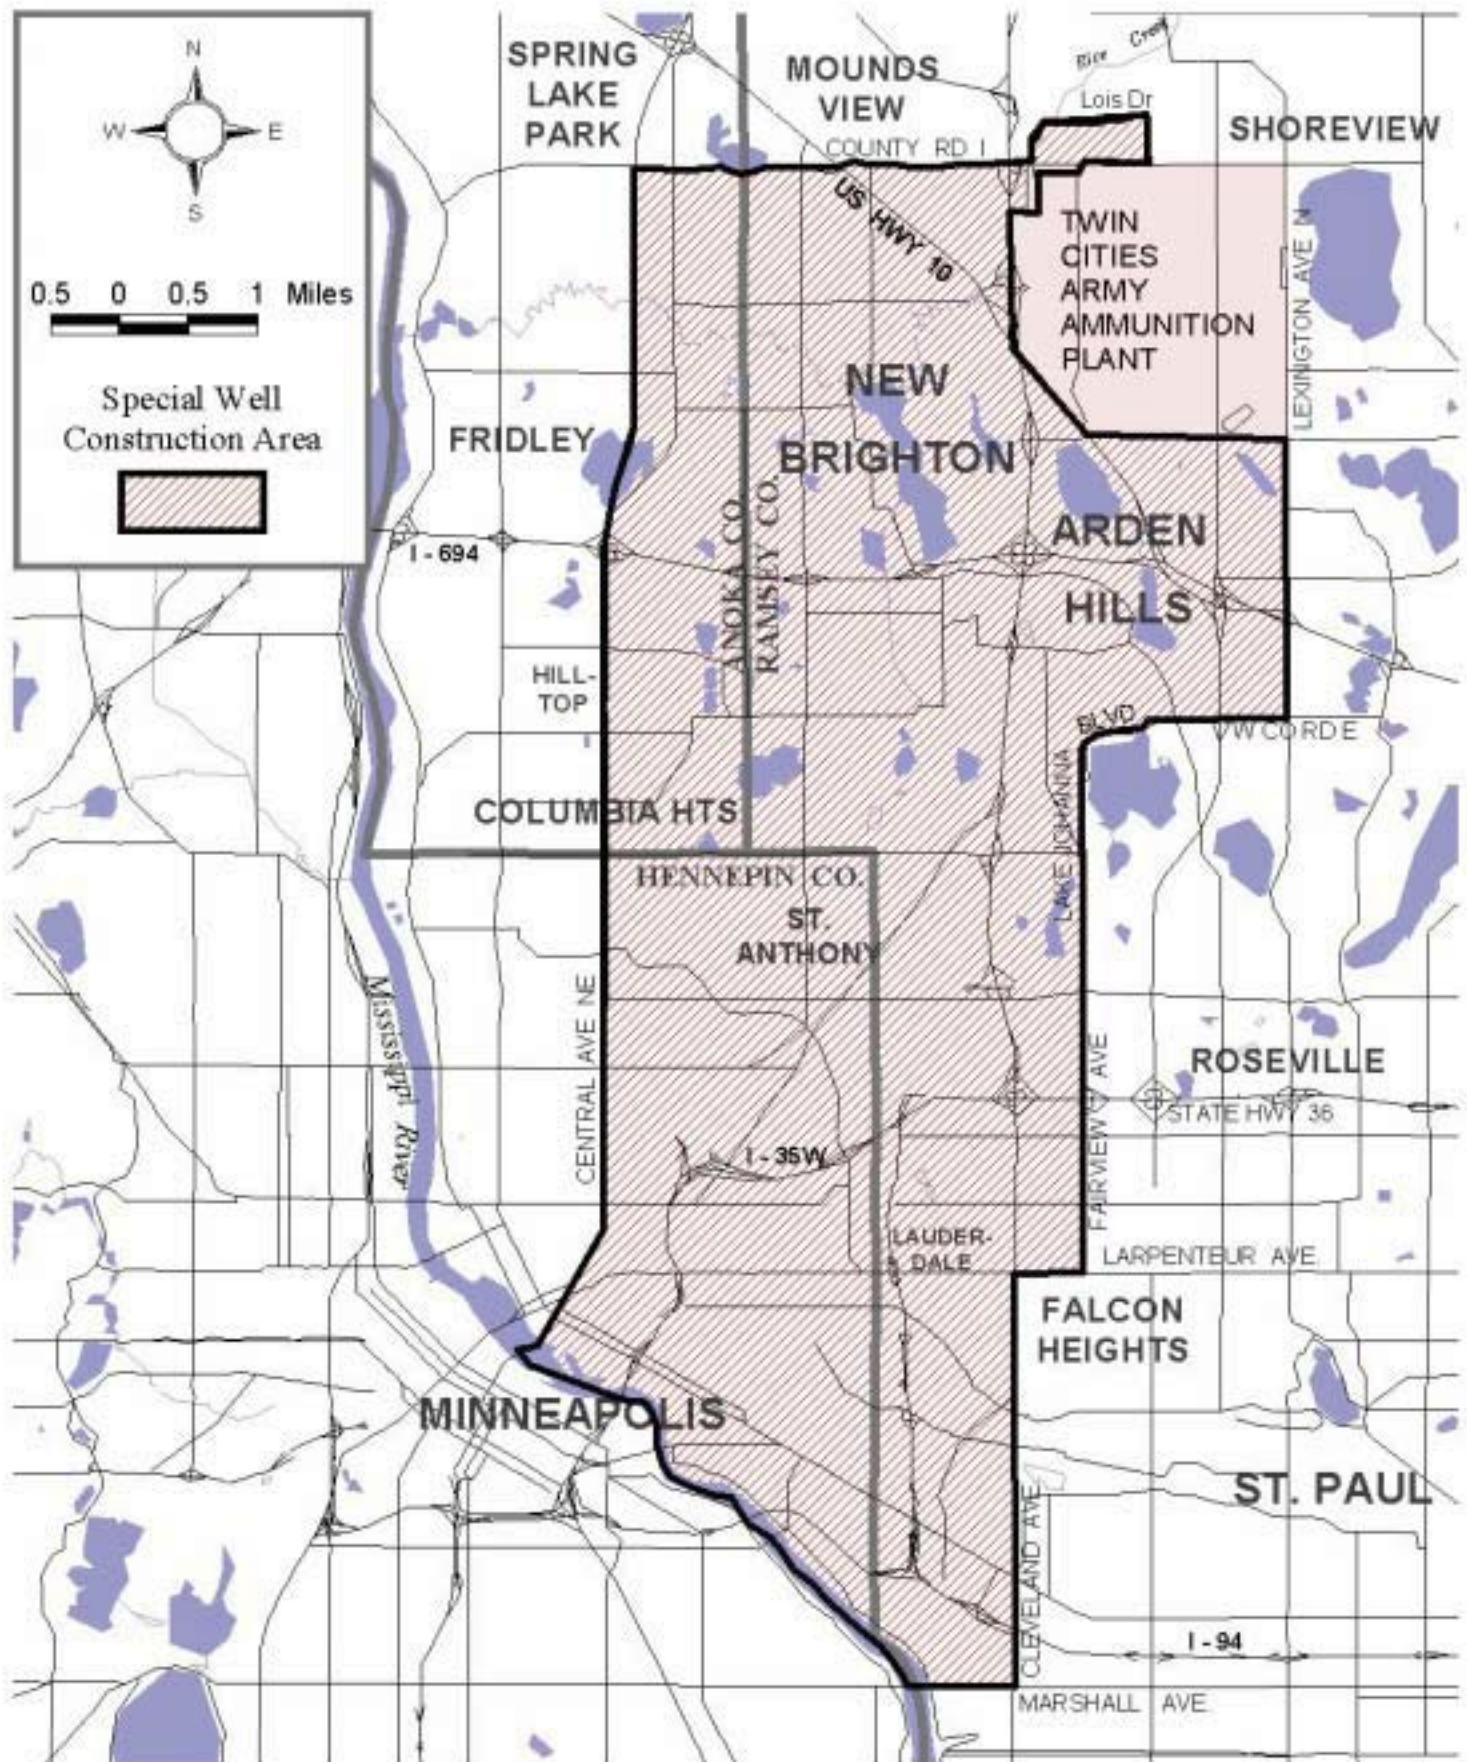 N
W
E
S
0.5 0 0.5 1 Miles
Special Well
Construction Area
SPRING
LAKE
PARK
MOUNDS
VIEW
Rice Creek
Lois Dr
SHOREVIEW
COUNTY RD I
US HWY 10
TWIN
CITIES
ARMY
AMMUNITION
PLANT
LEXINGTON AVE N
NEW
BRIGHTON
FRIDLEY
ANOKA CO.
RAMSEY CO.
ARDEN
HILLS
I - 694
HILL-
TOP
BLVD
W CO RD E
COLUMBIA HTS
LAKE JOHANNA
HENNEPIN CO.
ST.
ANTHONY
Mississippi River
CENTRAL AVE NE
FAIRVIEW AVE
ROSEVILLE
STATE HWY 36
I - 35W
LAUDER-
DALE
LARPENTEUR AVE.
FALCON
HEIGHTS
MINNEAPOLIS
ST. PAUL
CLEVELAND AVE
I - 94
MARSHALL AVE.